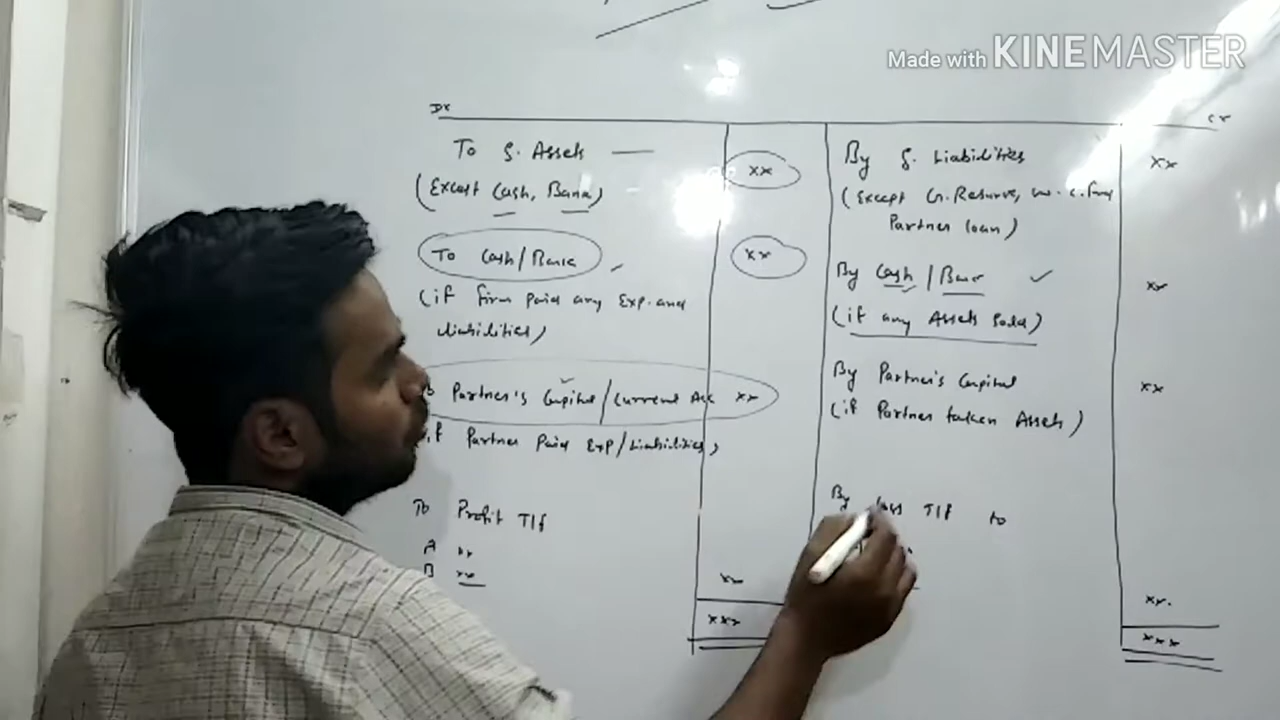 Made with KINEMASTER
Dr
Cr
To S. Assets
xx
(Except Cash, Bank)
To Cash/Bank
xx
(if firm paid any Exp. and
Liabilities)
Partner's Capital/Current A/c xx
if Partner Paid Exp/Liabilities)
To Profit T/f
A xx
B xx
xx
xxx
By S. Liabilities
xx
(Except G. Reserve, w. c. fund
Partner loan)
By Cash/Bank
xx
(if any Assets Sold)
By Partner's Capital
xx
(if Partner taken Assets)
By Loss T/f to
xx.
xxx